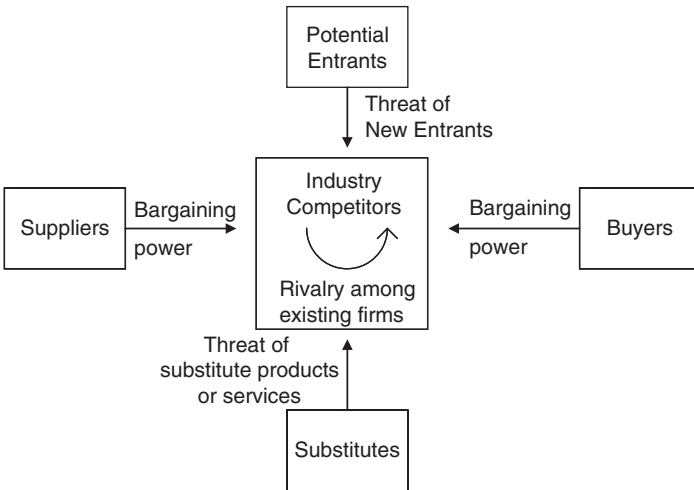 Potential
Entrants
Threat of
New Entrants
Industry
Competitors
Suppliers
Bargaining
power
Bargaining
power
Buyers
Rivalry among
existing firms
Threat of
substitute products
or services
Substitutes